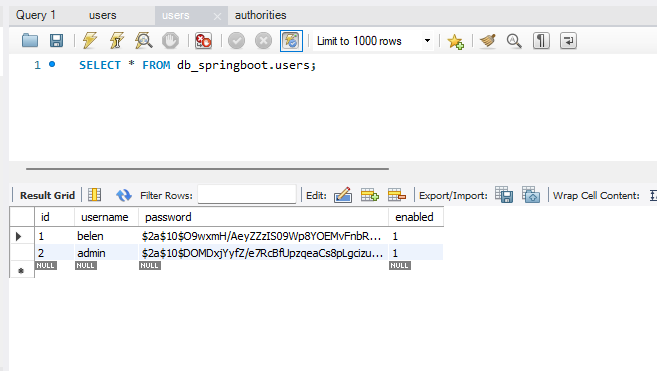 Query 1 users users authorities
Limit to 1000 rows
1 SELECT * FROM db_springboot.users;
Result Grid Filter Rows: Edit: Export/Import: Wrap Cell Content:
id username password enabled
1 belen $2a$10$O9wxmH/AeyZZzIS09Wp8YOEMvFnbR... 1
2 admin $2a$10$DOMDxjYyfZ/e7RcBfUpzqeaCs8pLgcizu... 1
NULL NULL NULL NULL